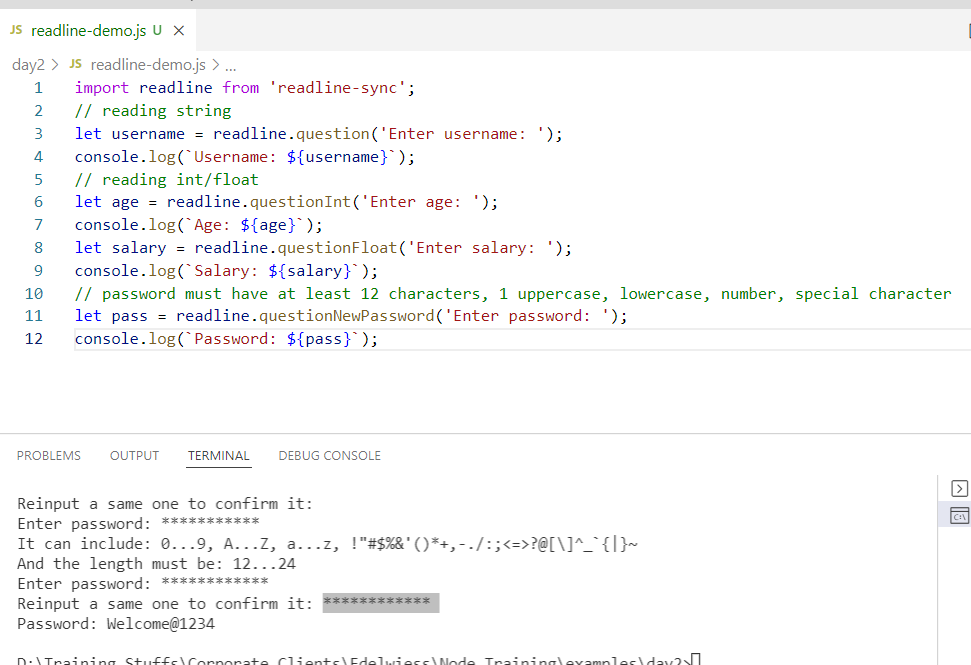 JS readline-demo.js U ×
day2 > JS readline-demo.js > ...
1 import readline from 'readline-sync';
2 // reading string
3 let username = readline.question('Enter username: ');
4 console.log(`Username: ${username}`);
5 // reading int/float
6 let age = readline.questionInt('Enter age: ');
7 console.log(`Age: ${age}`);
8 let salary = readline.questionFloat('Enter salary: ');
9 console.log(`Salary: ${salary}`);
10 // password must have at least 12 characters, 1 uppercase, lowercase, number, special character
11 let pass = readline.questionNewPassword('Enter password: ');
12 console.log(`Password: ${pass}`);
PROBLEMS OUTPUT TERMINAL DEBUG CONSOLE
Reinput a same one to confirm it:
Enter password: ***********
It can include: 0...9, A...Z, a...z, !"#$%&'()*+,-./:;<=>?@[\]^_`{|}~
And the length must be: 12...24
Enter password: ************
Reinput a same one to confirm it: ************
Password: Welcome@1234
D:\Training Stuffs\Corporate Clients\Edelwiess\Node Training\examples\day2>